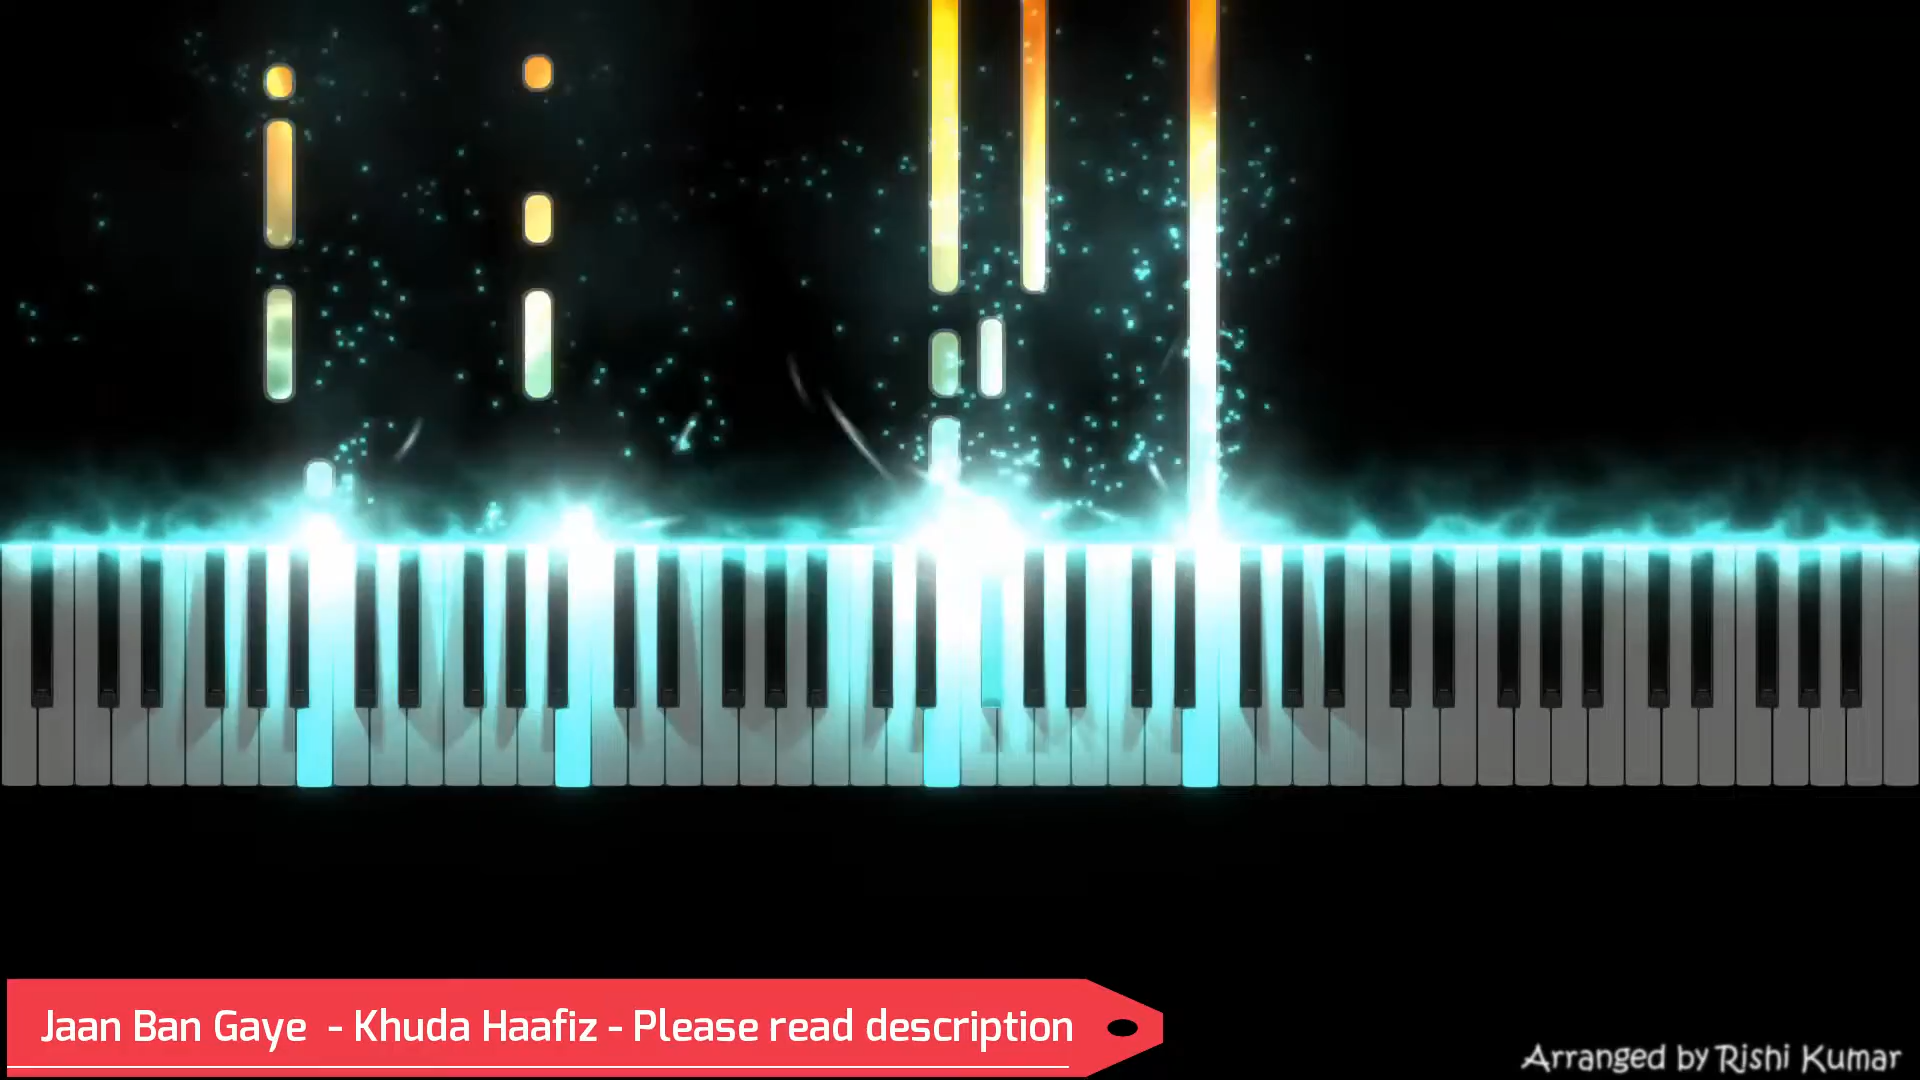 Jaan Ban Gaye - Khuda Haafiz - Please read description
Arranged by Rishi Kumar